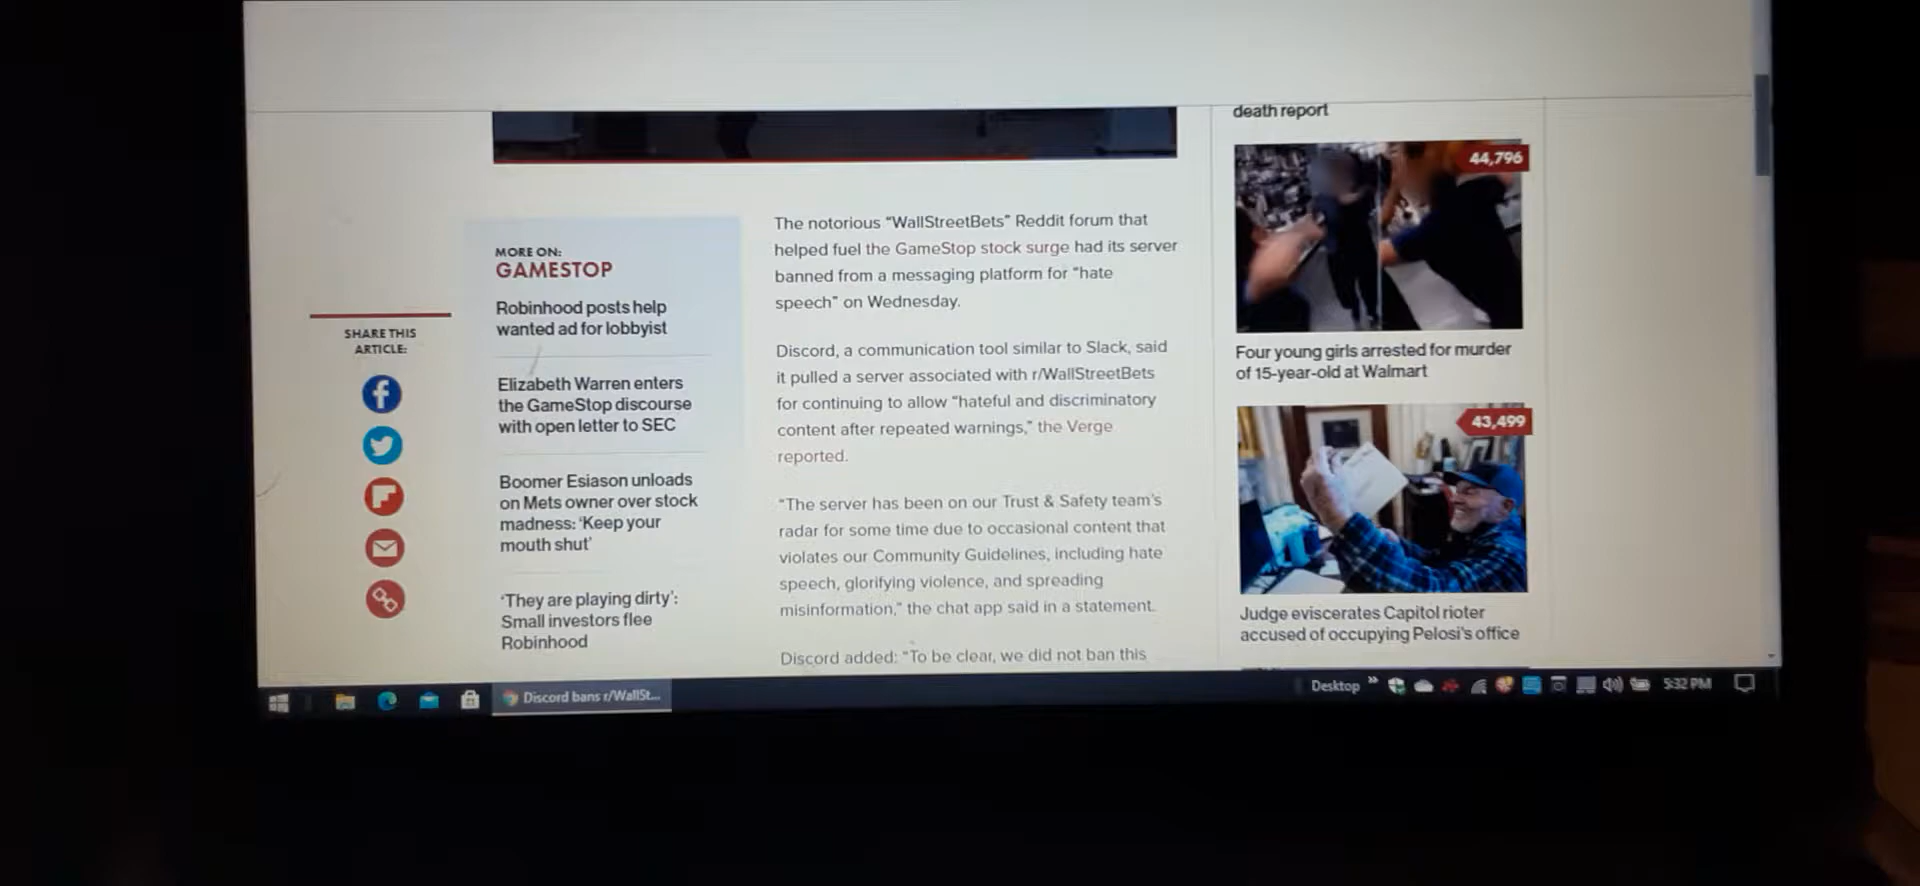 death report
44,796
Four young girls arrested for murder
of 15-year-old at Walmart
43,499
Judge eviscerates Capitol rioter
accused of occupying Pelosi's office
SHARE THIS
ARTICLE:
MORE ON:
GAMESTOP
Robinhood posts help
wanted ad for lobbyist
Elizabeth Warren enters
the GameStop discourse
with open letter to SEC
Boomer Esiason unloads
on Mets owner over stock
madness: ‘Keep your
mouth shut’
‘They are playing dirty’:
Small investors flee
Robinhood
The notorious “WallStreetBets” Reddit forum that
helped fuel the GameStop stock surge had its server
banned from a messaging platform for “hate
speech” on Wednesday.
Discord, a communication tool similar to Slack, said
it pulled a server associated with r/WallStreetBets
for continuing to allow “hateful and discriminatory
content after repeated warnings,” the Verge
reported.
“The server has been on our Trust & Safety team’s
radar for some time due to occasional content that
violates our Community Guidelines, including hate
speech, glorifying violence, and spreading
misinformation,” the chat app said in a statement.
Discord added: “To be clear, we did not ban this
Discord bans r/WallSt...
Desktop
5:32 PM